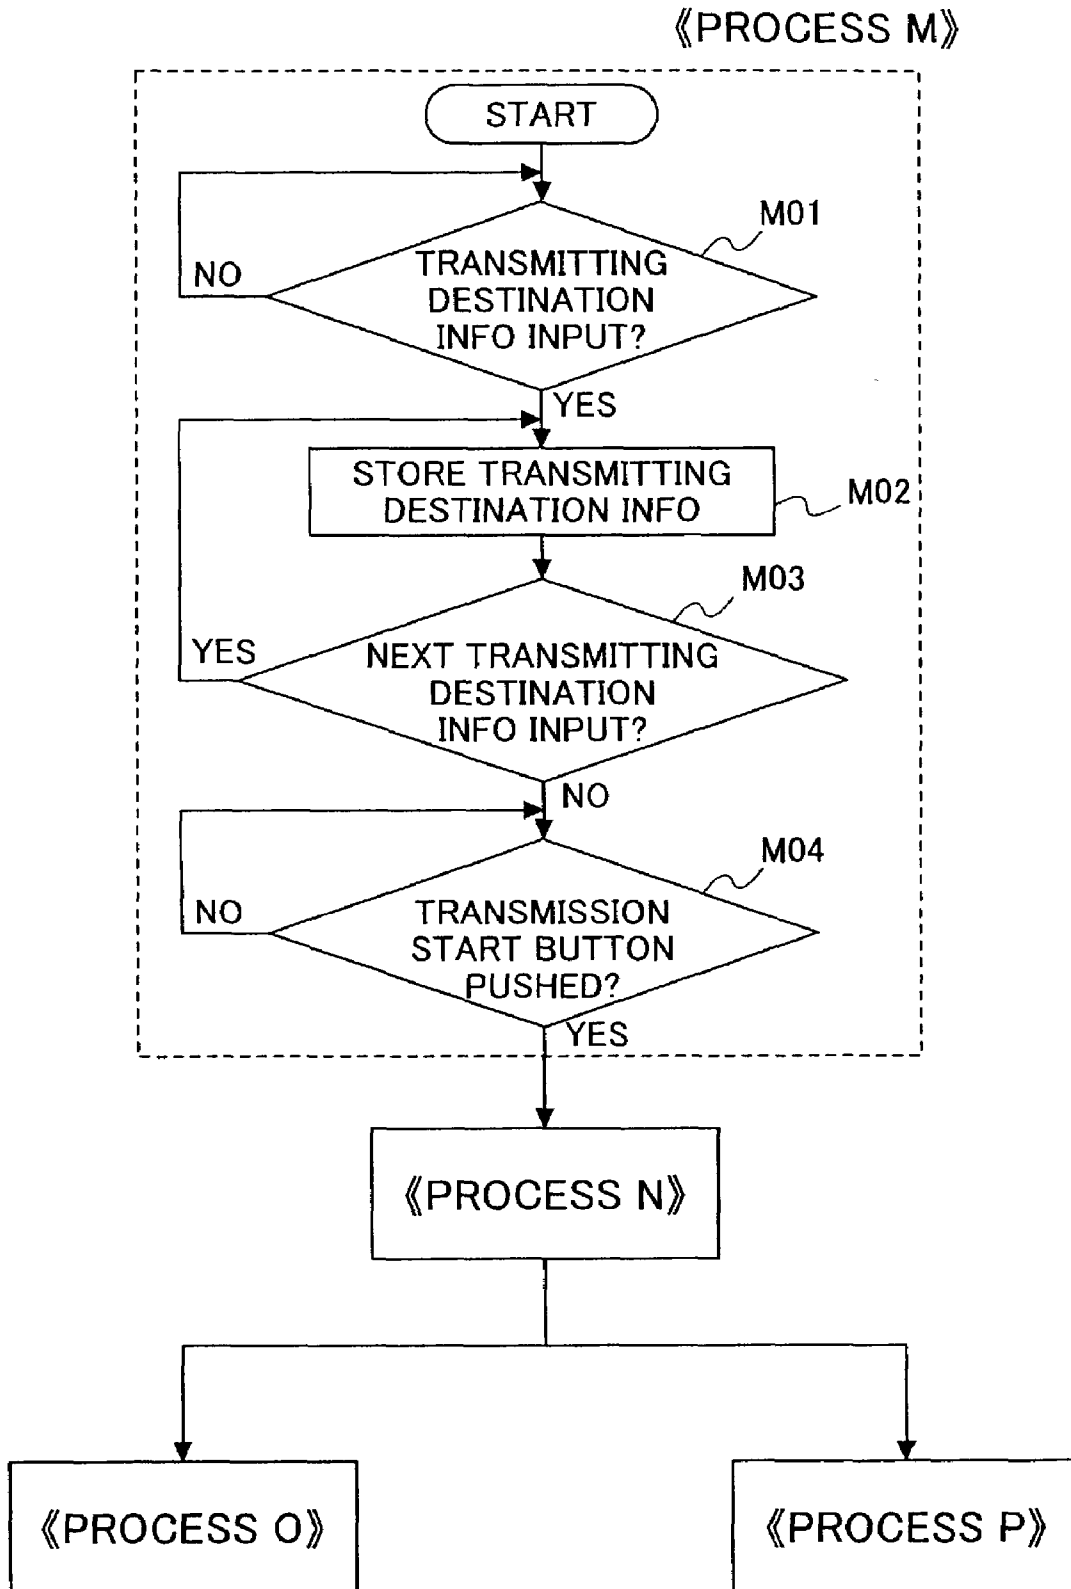 《PROCESS M》
START
M01
TRANSMITTING
DESTINATION
INFO INPUT?
NO
YES
STORE TRANSMITTING
DESTINATION INFO
M02
M03
YES
NEXT TRANSMITTING
DESTINATION
INFO INPUT?
NO
M04
NO
TRANSMISSION
START BUTTON
PUSHED?
YES
《PROCESS N》
《PROCESS O》
《PROCESS P》